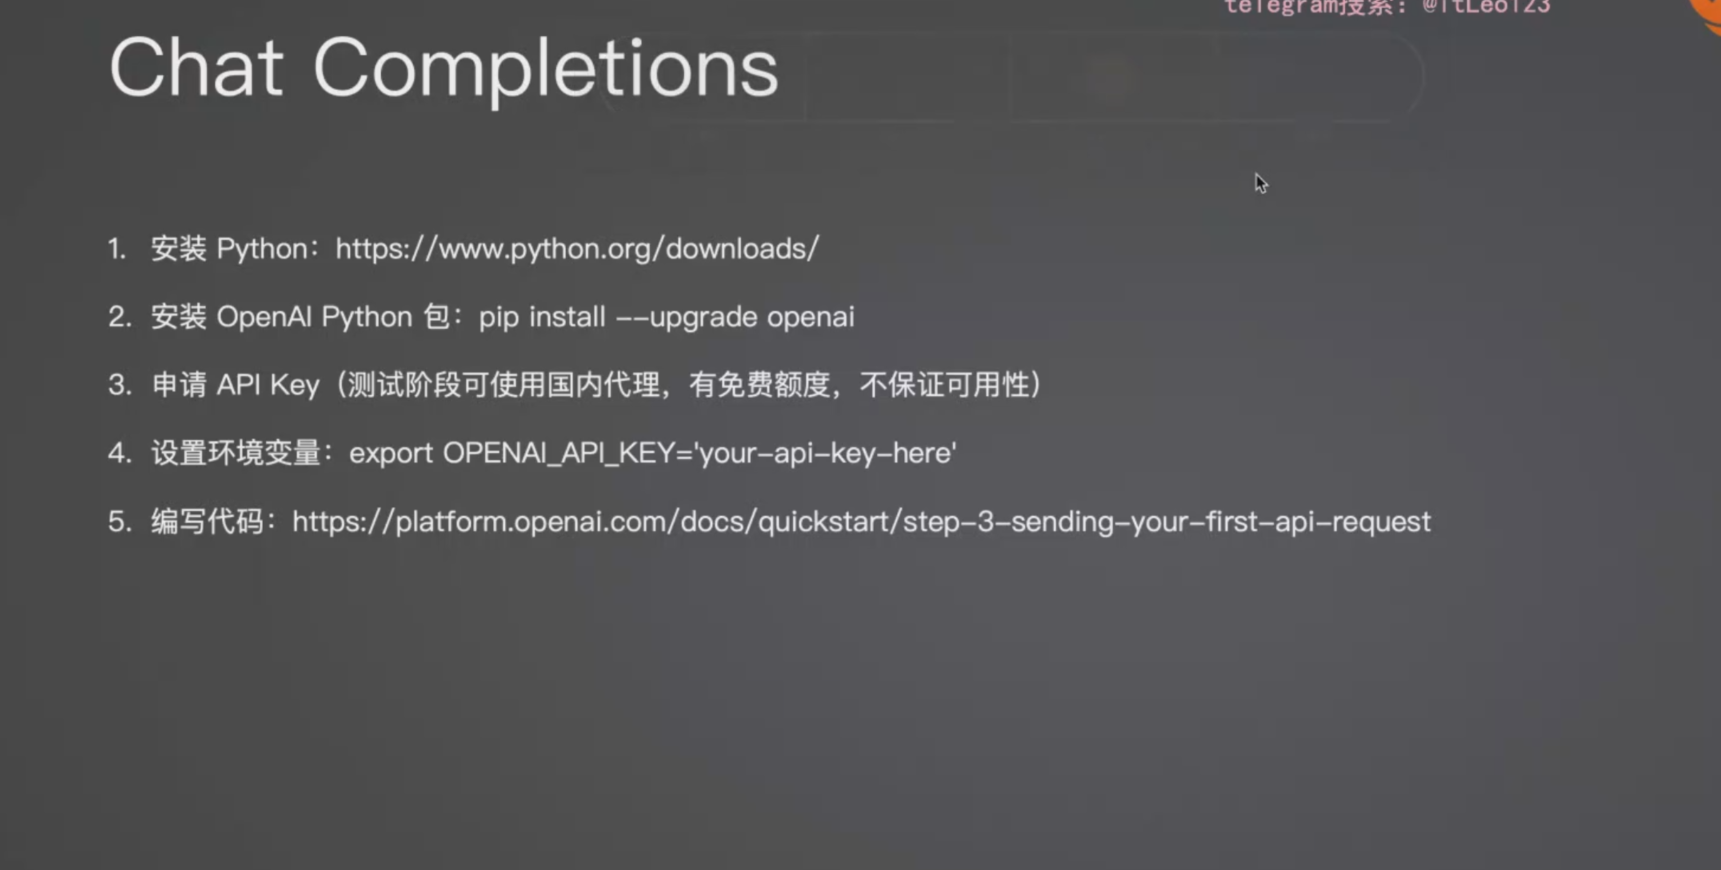 telegram搜索：@itLeo123
Chat Completions
1. 安装 Python：https://www.python.org/downloads/
2. 安装 OpenAI Python 包：pip install --upgrade openai
3. 申请 API Key（测试阶段可使用国内代理，有免费额度，不保证可用性）
4. 设置环境变量：export OPENAI_API_KEY='your-api-key-here'
5. 编写代码：https://platform.openai.com/docs/quickstart/step-3-sending-your-first-api-request